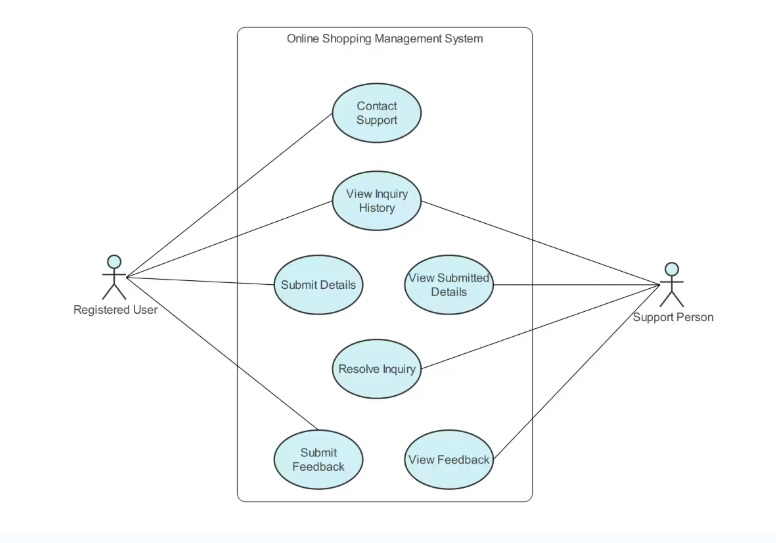 Online Shopping Management System
Contact
Support
View Inquiry
History
Submit Details
View Submitted
Details
Registered User
Support Person
Resolve Inquiry
Submit
Feedback
View Feedback